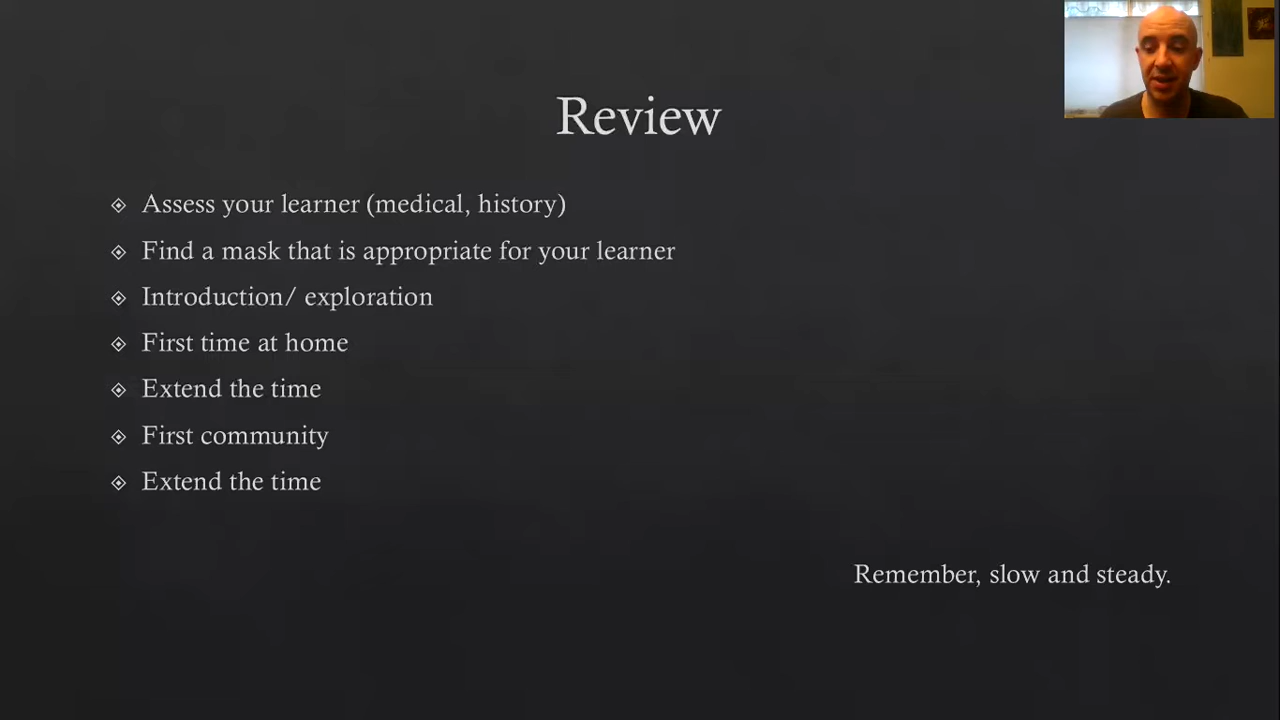 Review
Assess your learner (medical, history)
Find a mask that is appropriate for your learner
Introduction/ exploration
First time at home
Extend the time
First community
Extend the time
Remember, slow and steady.